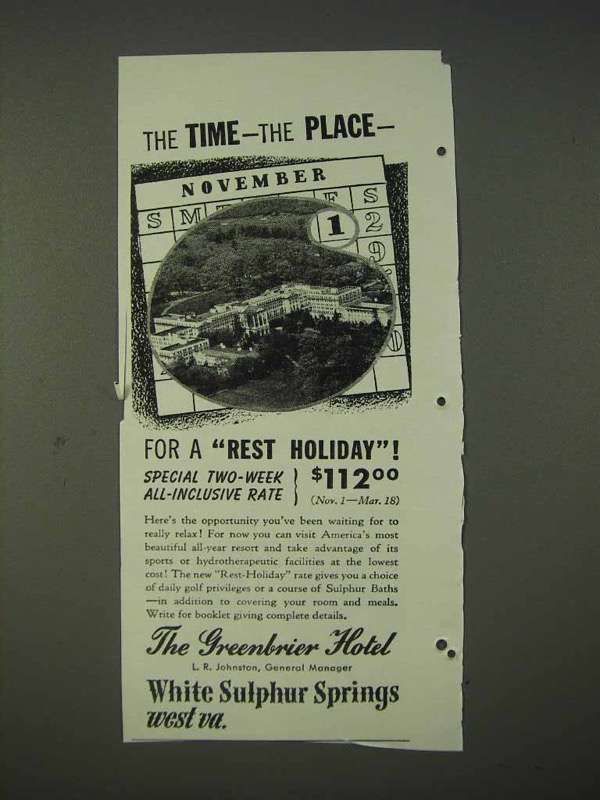 THE TIME—THE PLACE—
NOVEMBER
S M T F S
1 2
9
FOR A "REST HOLIDAY"!
SPECIAL TWO-WEEK
ALL-INCLUSIVE RATE
$112.00
(Nov. 1—Mar. 18)
Here's the opportunity you've been waiting for to
really relax! For now you can visit America's most
beautiful all-year resort and take advantage of its
sports or hydrotherapeutic facilities at the lowest
cost! The new "Rest-Holiday" rate gives you a choice
of daily golf privileges or a course of Sulphur Baths
—in addition to covering your room and meals.
Write for booklet giving complete details.
The Greenbrier Hotel
L. R. Johnston, General Manager
White Sulphur Springs
west va.